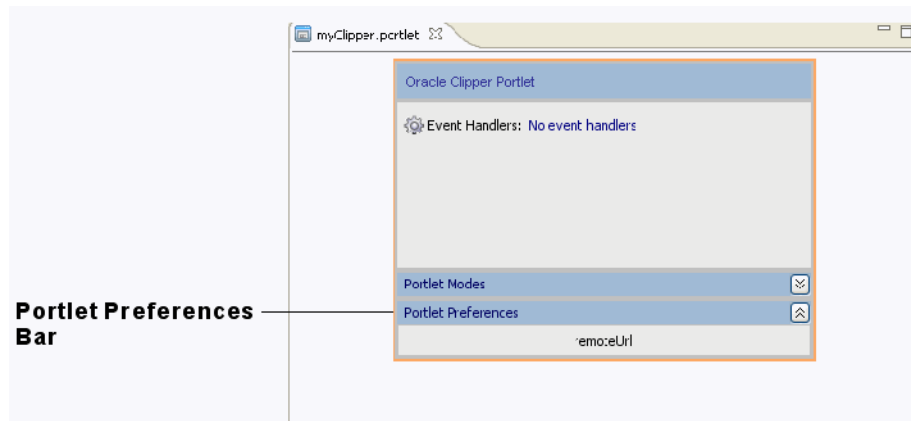 myClipper.portlet
Oracle Clipper Portlet
Event Handlers: No event handlers
Portlet Modes
Portlet Preferences
Portlet Preferences
Bar
remoteUrl